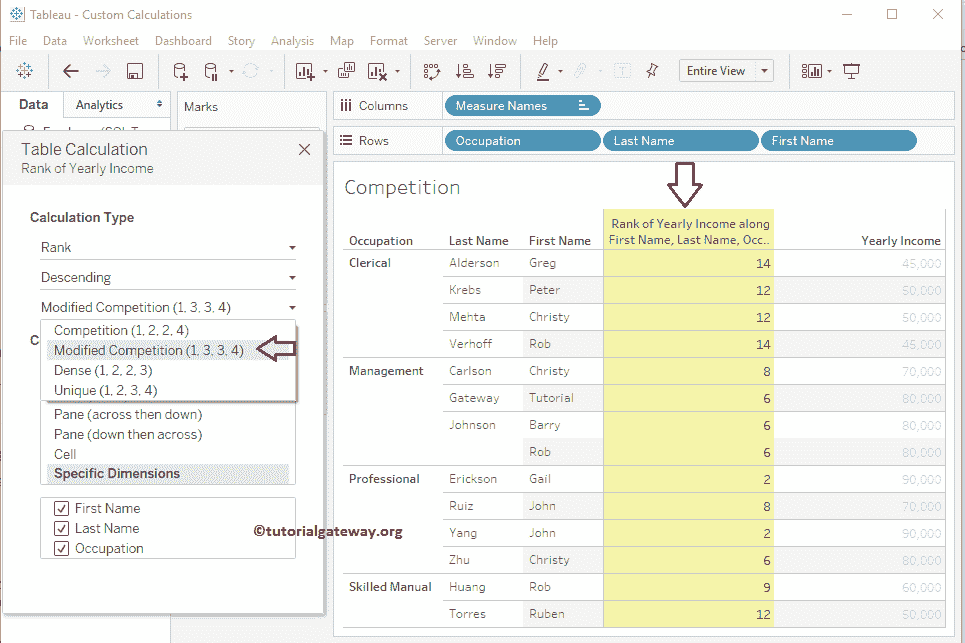 Tableau - Custom Calculations
File Data Worksheet Dashboard Story Analysis Map Format Server Window Help
Entire View
Data Analytics
Marks
Columns Measure Names
Rows Occupation Last Name First Name
Table Calculation
Rank of Yearly Income
Calculation Type
Rank
Descending
Modified Competition (1, 3, 3, 4)
Competition (1, 2, 2, 4)
Modified Competition (1, 3, 3, 4)
Dense (1, 2, 2, 3)
Unique (1, 2, 3, 4)
Pane (across then down)
Pane (down then across)
Cell
Specific Dimensions
First Name
Last Name
Occupation
©tutorialgateway.org
Competition
Rank of Yearly Income along
Occupation Last Name First Name First Name, Last Name, Occ.. Yearly Income
Clerical Alderson Greg 14 45,000
Krebs Peter 12 50,000
Mehta Christy 12 50,000
Verhoff Rob 14 45,000
Management Carlson Christy 8 70,000
Gateway Tutorial 6 80,000
Johnson Barry 6 80,000
Rob 6 80,000
Professional Erickson Gail 2 90,000
Ruiz John 8 70,000
Yang John 2 90,000
Zhu Christy 6 80,000
Skilled Manual Huang Rob 9 60,000
Torres Ruben 12 50,000